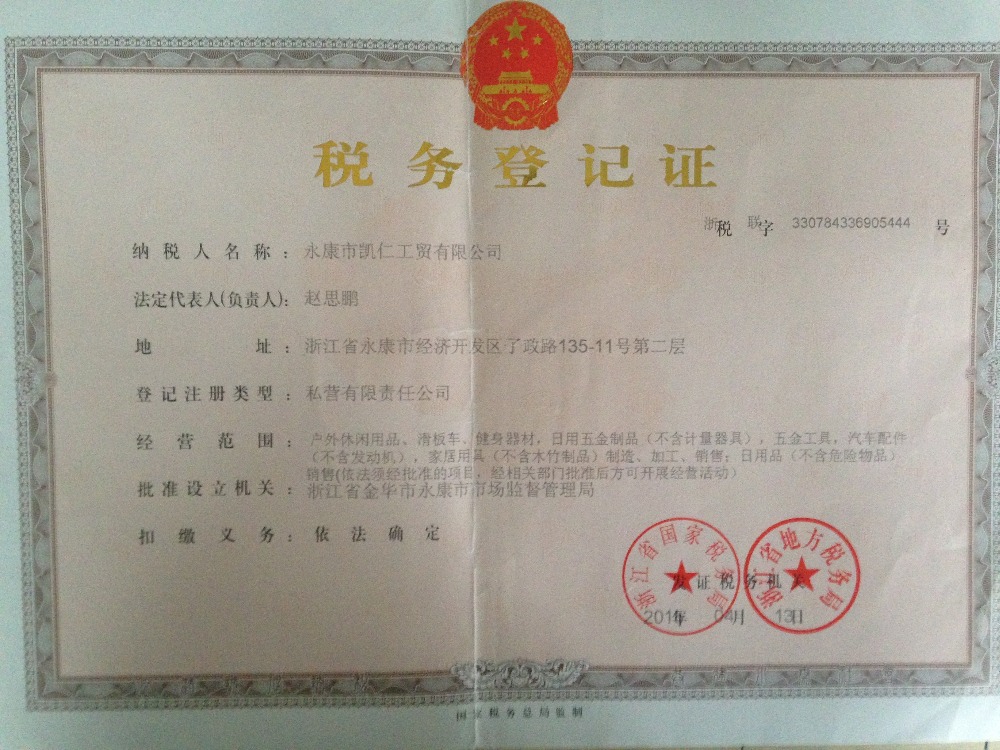 税务登记证
浙税联字 330784336905444 号
纳税人名称：永康市凯仁工贸有限公司
法定代表人(负责人)：赵思鹏
地址：浙江省永康市经济开发区子政路135-11号第二层
登记注册类型：私营有限责任公司
经营范围：户外休闲用品、滑板车、健身器材，日用五金制品（不含计量器具），五金工具，汽车配件
（不含发动机），家居用具（不含木竹制品）制造、加工、销售；日用品（不含危险物品）
销售(依法须经批准的项目，经相关部门批准后方可开展经营活动)
批准设立机关：浙江省金华市永康市市场监督管理局
扣缴义务：依法确定
浙江省国家税务局
浙江省地方税务局
发证税务机关
年 04月 13日
国家税务总局监制